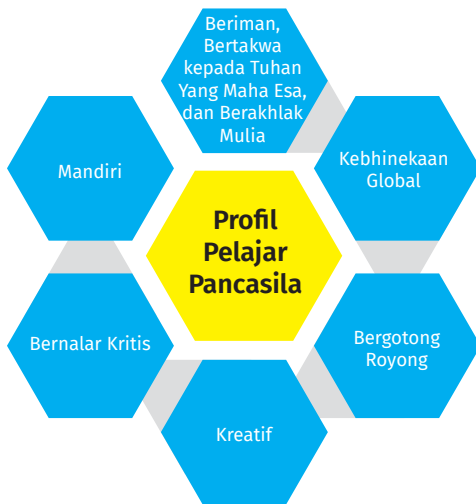 Beriman,
Bertakwa
kepada Tuhan
Yang Maha Esa,
dan Berakhlak
Mulia
Kebhinekaan
Global
Bergotong
Royong
Kreatif
Bernalar Kritis
Mandiri
Profil
Pelajar
Pancasila